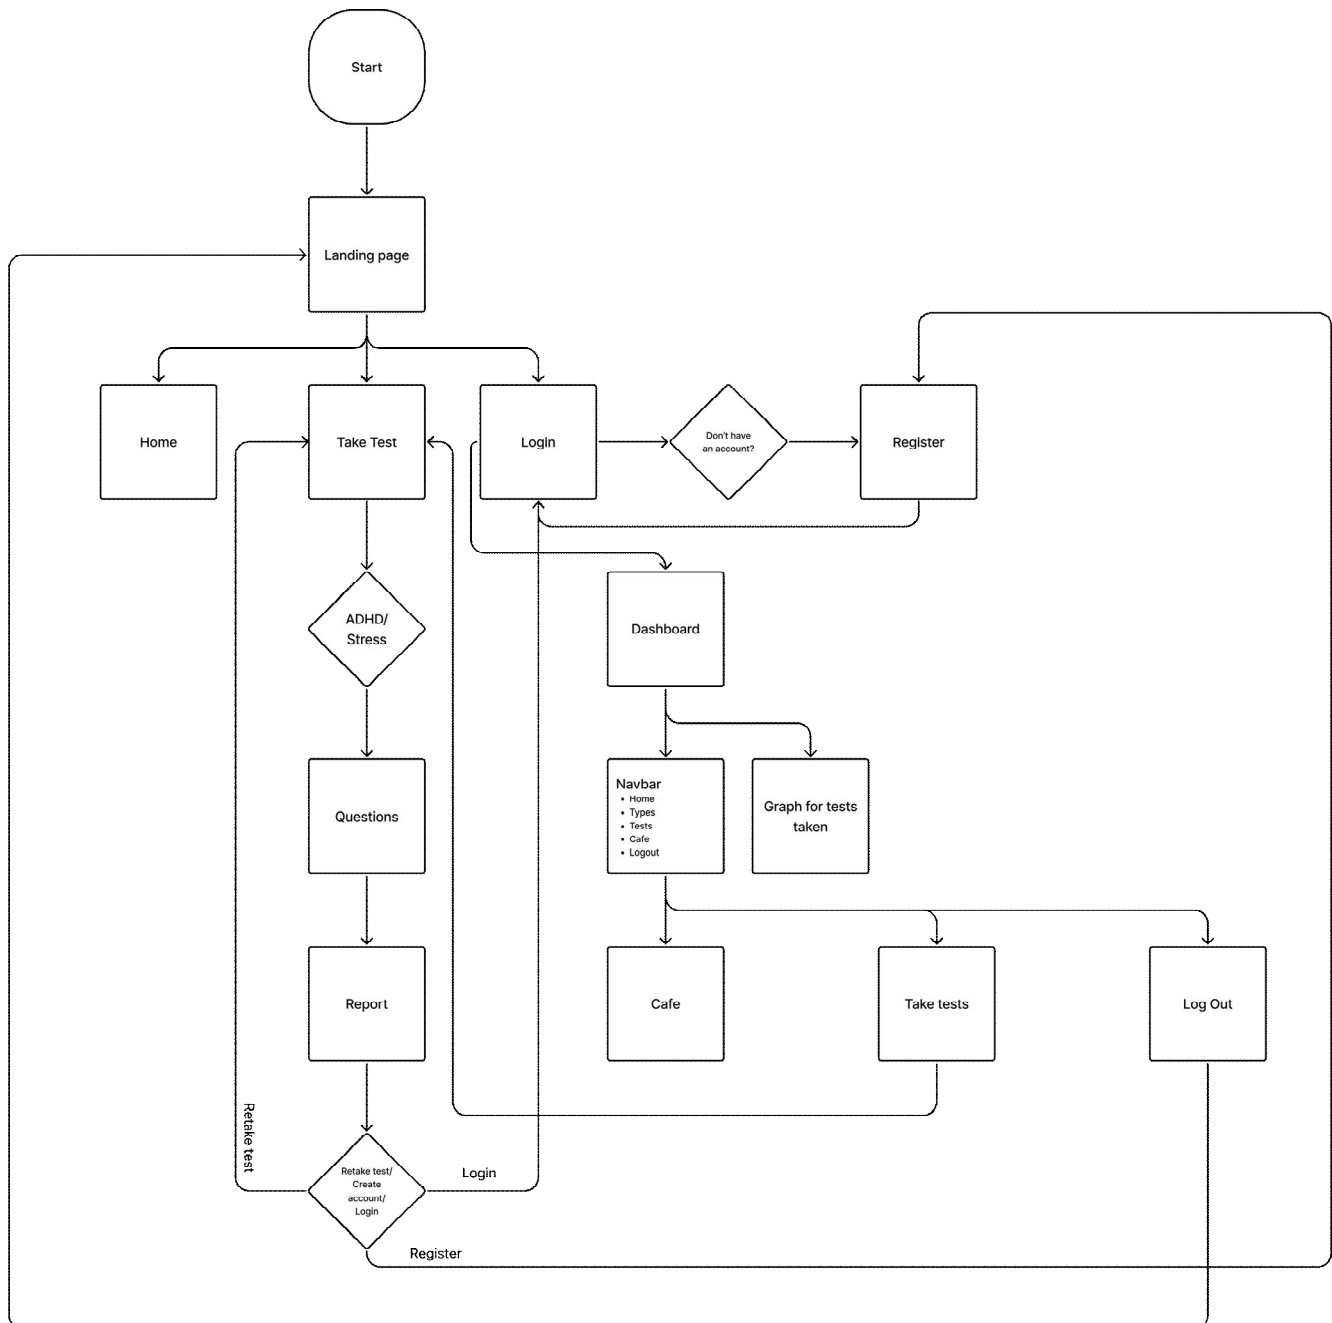 Start
Landing page
Home
Take Test
Login
Don't have
an account?
Register
ADHD/
Stress
Dashboard
Questions
Navbar
• Home
• Types
• Tests
• Cafe
• Logout
Graph for tests
taken
Report
Cafe
Take tests
Log Out
Retake test
Retake test/
Create
account/
Login
Login
Register